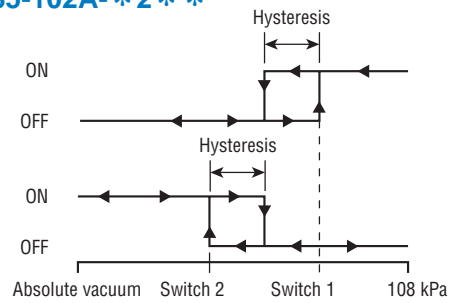 Hysteresis
ON
OFF
Hysteresis
ON
OFF
Absolute vacuum Switch 2 Switch 1 108 kPa